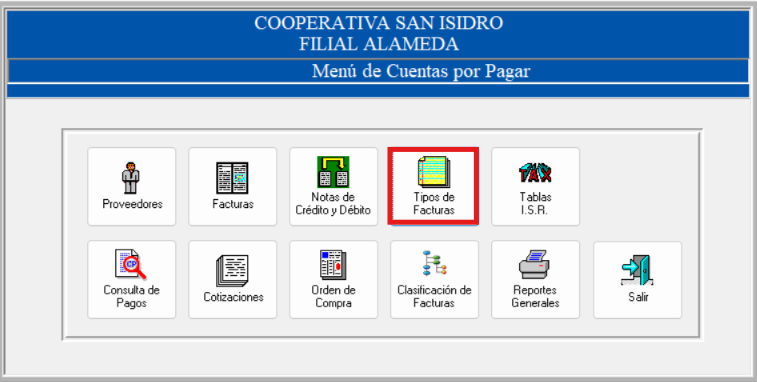 COOPERATIVA SAN ISIDRO
FILIAL ALAMEDA
Menú de Cuentas por Pagar
Proveedores
Facturas
Notas de
Crédito y Débito
Tipos de
Facturas
TAX
Tablas
I.S.R.
CP
Consulta de
Pagos
Cotizaciones
Orden de
Compra
Clasificación de
Facturas
Reportes
Generales
Salir